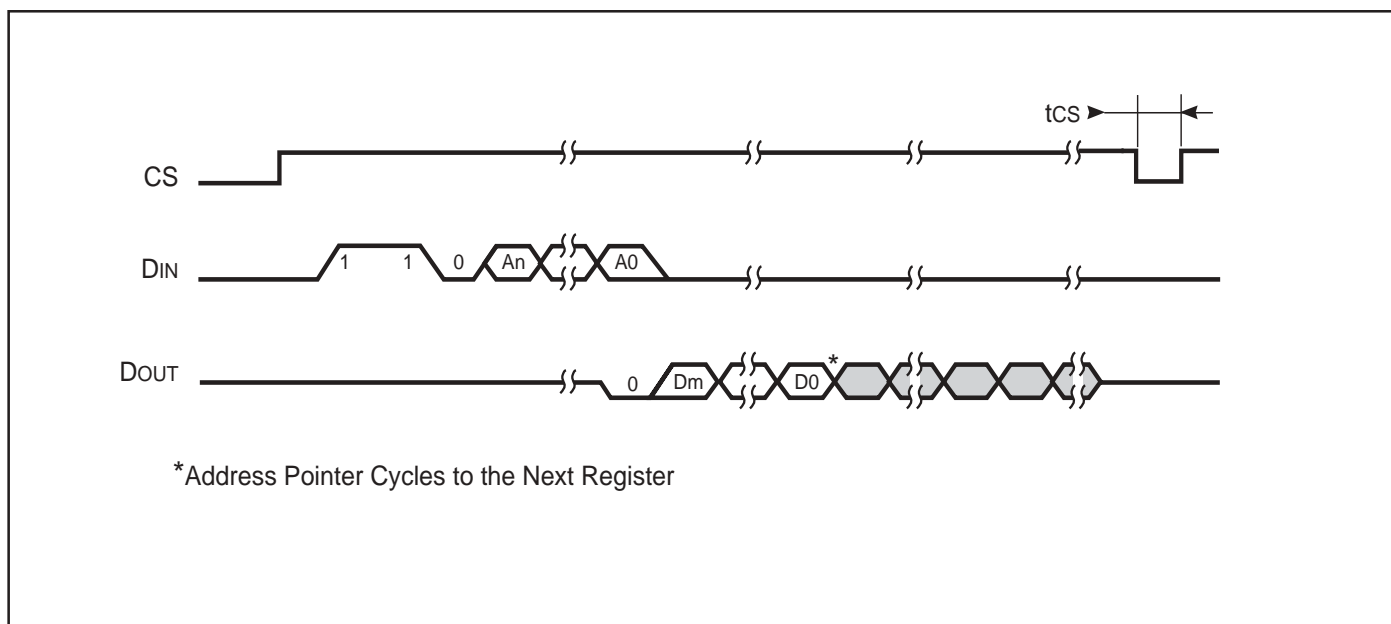 tCS
CS
DIN 1 1 0 An A0
DOUT 0 Dm D0 *
*Address Pointer Cycles to the Next Register